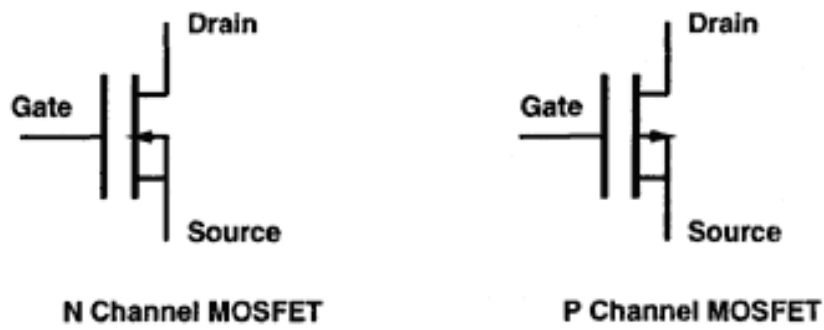 Drain
Drain
Gate
Gate
Source
Source
N Channel MOSFET
P Channel MOSFET